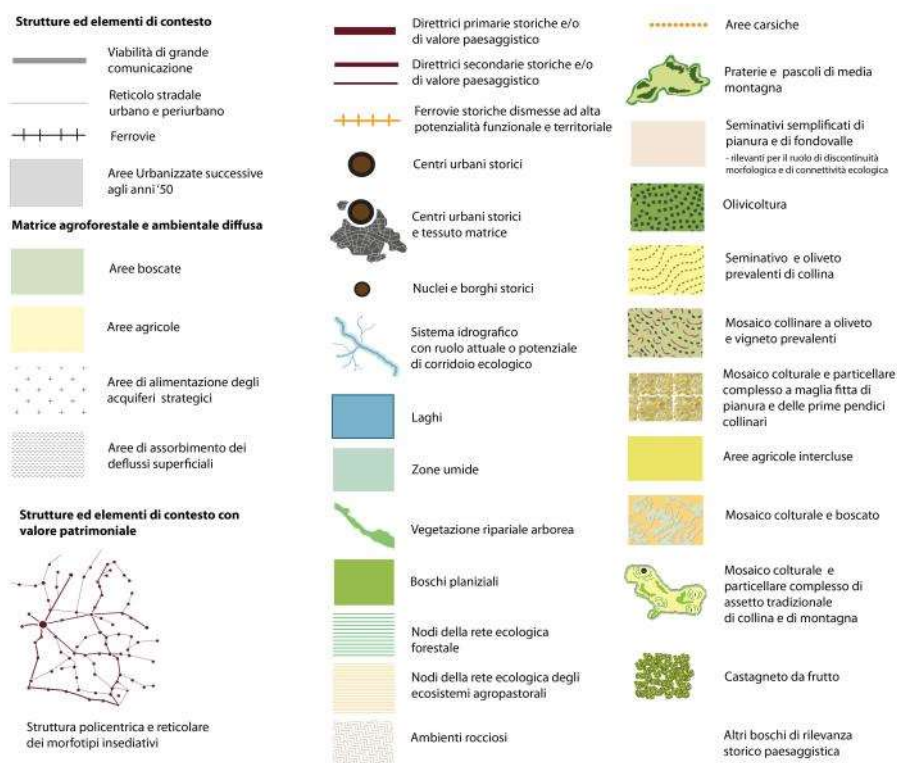 Strutture ed elementi di contesto
Viabilità di grande
comunicazione
Reticolo stradale
urbano e periurbano
Ferrovie
Aree Urbanizzate successive
agli anni '50
Matrice agroforestale e ambientale diffusa
Aree boscate
Aree agricole
Aree di alimentazione degli
acquiferi strategici
Aree di assorbimento dei
deflussi superficiali
Strutture ed elementi di contesto con
valore patrimoniale
Struttura policentrica e reticolare
dei morfotipi insediativi
Direttrici primarie storiche e/o
di valore paesaggistico
Direttrici secondarie storiche e/o
di valore paesaggistico
Ferrovie storiche dismesse ad alta
potenzialità funzionale e territoriale
Centri urbani storici
Centri urbani storici
e tessuto matrice
Nuclei e borghi storici
Sistema idrografico
con ruolo attuale o potenziale
di corridoio ecologico
Laghi
Zone umide
Vegetazione ripariale arborea
Boschi planiziali
Nodi della rete ecologica
forestale
Nodi della rete ecologica degli
ecosistemi agropastorali
Ambienti rocciosi
Aree carsiche
Praterie e pascoli di media
montagna
Seminativi semplificati di
pianura e di fondovalle
- rilevanti per il ruolo di discontinuità
morfologica e di connettività ecologica
Olivicoltura
Seminativo e oliveto
prevalenti di collina
Mosaico collinare a oliveto
e vigneto prevalenti
Mosaico colturale e particellare
complesso a maglia fitta di
pianura e delle prime pendici
collinari
Aree agricole intercluse
Mosaico colturale e boscato
Mosaico colturale e
particellare complesso di
assetto tradizionale
di collina e di montagna
Castagneto da frutto
Altri boschi di rilevanza
storico paesaggistica